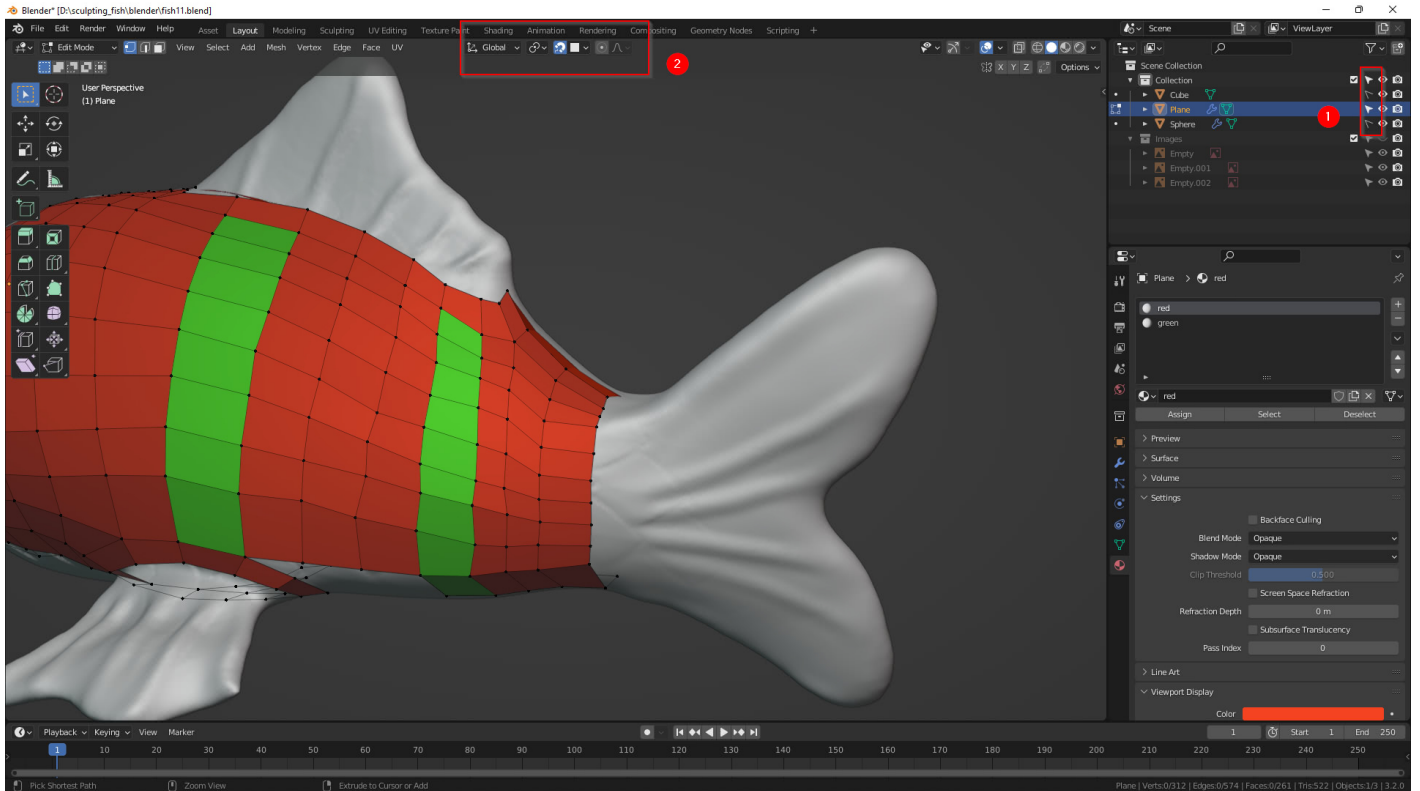 Blender* [D:\sculpting_fish\blender\fish11.blend]
File Edit Render Window Help Asset Layout Modeling Sculpting UV Editing Texture Paint Shading Animation Rendering Compositing Geometry Nodes Scripting + Scene ViewLayer
Edit Mode View Select Add Mesh Vertex Edge Face UV Global
2
X Y Z Options
User Perspective
(1) Plane
Scene Collection
Collection
Cube
Plane
1
Sphere
Images
Empty
Empty.001
Empty.002
Plane > red
red
green
red
Assign Select Deselect
Preview
Surface
Volume
Settings
Backface Culling
Blend Mode Opaque
Shadow Mode Opaque
Clip Threshold 0.500
Screen Space Refraction
Refraction Depth 0 m
Subsurface Translucency
Pass Index 0
Line Art
Viewport Display
Color
Playback Keying View Marker 1 Start 1 End 250
1 10 20 30 40 50 60 70 80 90 100 110 120 130 140 150 160 170 180 190 200 210 220 230 240 250
Pick Shortest Path Zoom View Extrude to Cursor or Add Plane | Verts:0/312 | Edges:0/574 | Faces:0/261 | Tris:522 | Objects:1/3 | 3.2.0